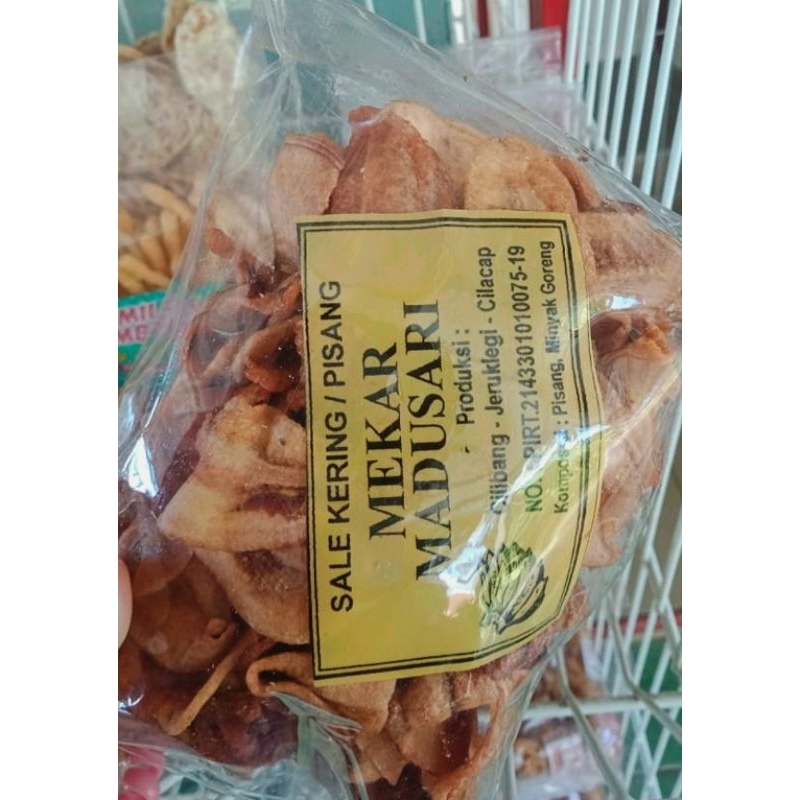 SALE KERING / PISANG
MEKAR
MADUSARI
Produksi :
Cilibang - Jeruklegi - Cilacap
NO. PIRT.2143301010075-19
Komposisi : Pisang, Minyak Goreng